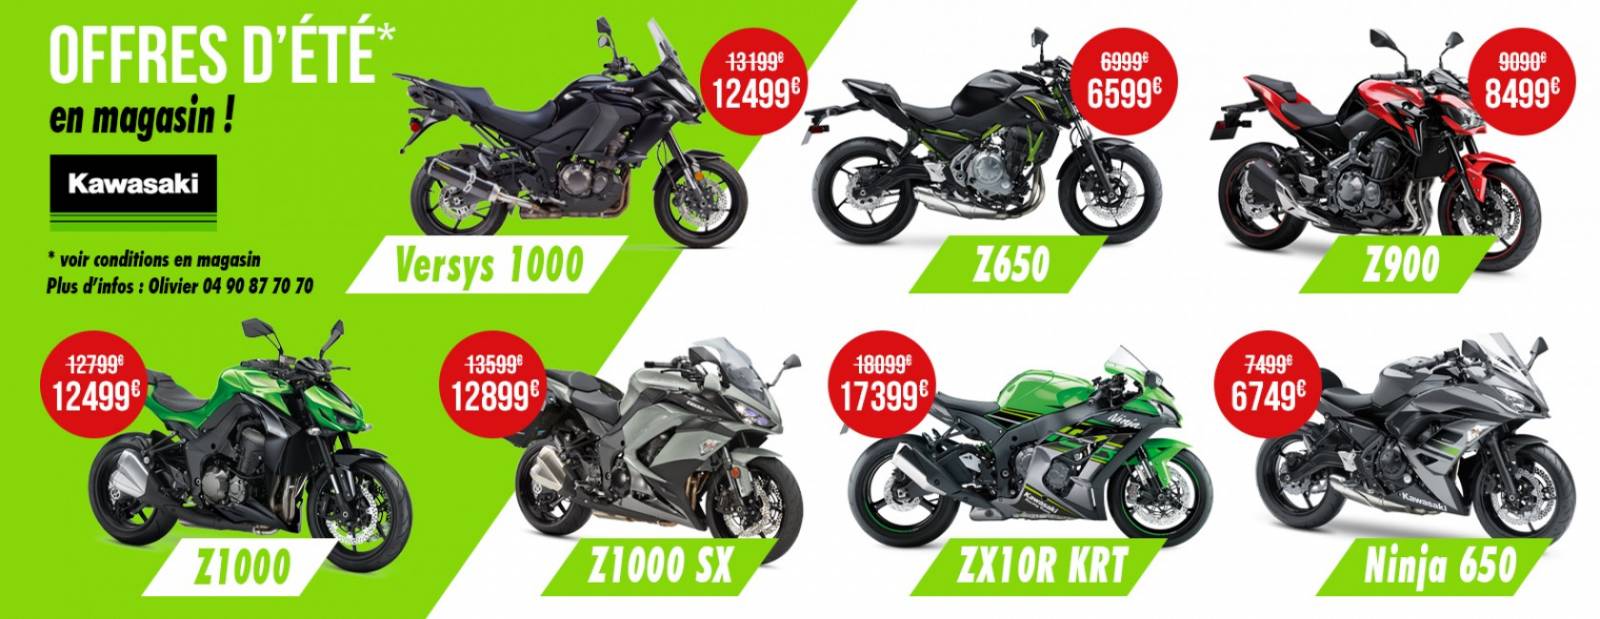 OFFRES D'ÉTÉ*
en magasin !
Kawasaki
* voir conditions en magasin
Plus d'infos : Olivier 04 90 87 70 70
13199€
12499€
Versys 1000
6999€
6599€
Z650
9090€
8499€
Z900
12799€
12499€
Z1000
13599€
12899€
Z1000 SX
18099€
17399€
Ninja
ZX10R KRT
7499€
6749€
Kawasaki
Ninja 650